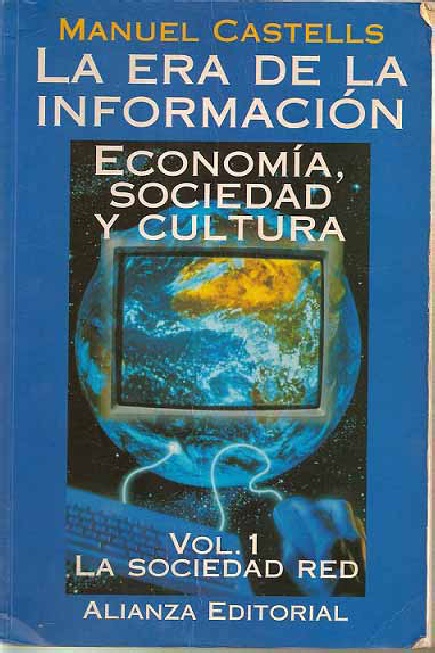 MANUEL CASTELLS
LA ERA DE LA
INFORMACIÓN
ECONOMÍA,
SOCIEDAD
Y CULTURA
VOL. 1
LA SOCIEDAD RED
ALIANZA EDITORIAL